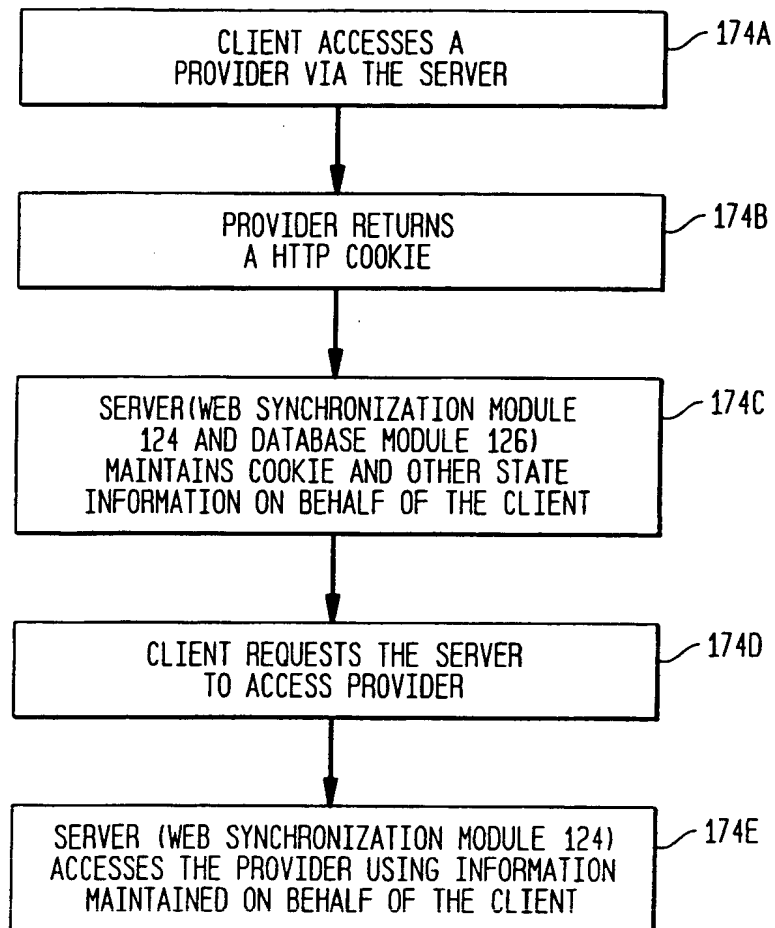 CLIENT ACCESSES A
PROVIDER VIA THE SERVER
174A
PROVIDER RETURNS
A HTTP COOKIE
174B
SERVER(WEB SYNCHRONIZATION MODULE
124 AND DATABASE MODULE 126)
MAINTAINS COOKIE AND OTHER STATE
INFORMATION ON BEHALF OF THE CLIENT
174C
CLIENT REQUESTS THE SERVER
TO ACCESS PROVIDER
174D
SERVER (WEB SYNCHRONIZATION MODULE 124)
ACCESSES THE PROVIDER USING INFORMATION
MAINTAINED ON BEHALF OF THE CLIENT
174E